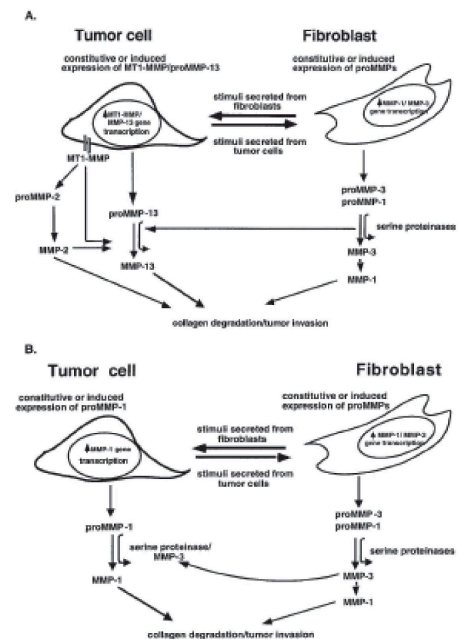 A.
Tumor cell
Fibroblast
constitutive or induced
expression of MT1-MMP/proMMP-13
constitutive or induced
expression of proMMPs
MT1-MMP/
MMP-13 gene
transcription
stimuli secreted from
fibroblasts
stimuli secreted from
tumor cells
MMP-1/ MMP-3
gene transcription
MT1-MMP
proMMP-2
proMMP-13
proMMP-3
proMMP-1
serine proteinases
MMP-2
MMP-13
MMP-3
MMP-1
collagen degradation/tumor invasion
B.
Tumor cell
Fibroblast
constitutive or induced
expression of proMMP-1
constitutive or induced
expression of proMMPs
MMP-1 gene
transcription
stimuli secreted from
fibroblasts
stimuli secreted from
tumor cells
MMP-1/ MMP-3
gene transcription
proMMP-1
proMMP-3
proMMP-1
serine proteinase/
MMP-3
serine proteinases
MMP-1
MMP-3
MMP-1
collagen degradation/tumor invasion